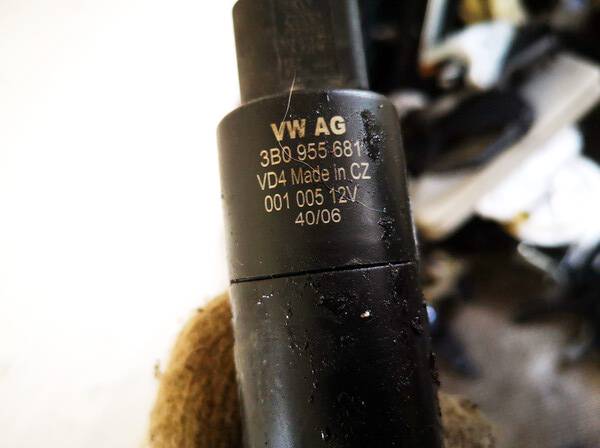 VW AG
3B0 955 681
VD4 Made in CZ
001 005 12V
40/06